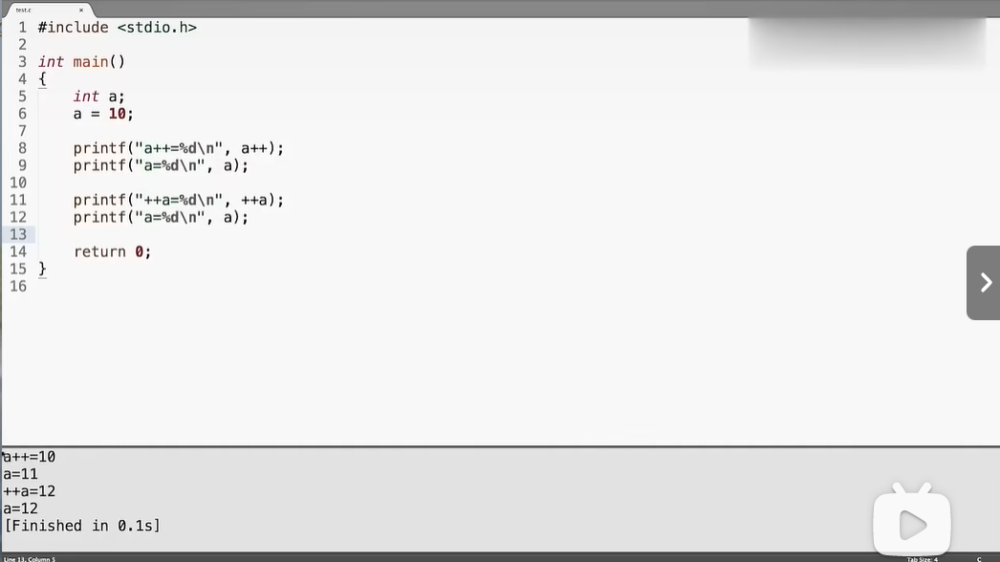 test.c ×
1 #include <stdio.h>
2
3 int main()
4 {
5 int a;
6 a = 10;
7
8 printf("a++=%d\n", a++);
9 printf("a=%d\n", a);
10
11 printf("++a=%d\n", ++a);
12 printf("a=%d\n", a);
13
14 return 0;
15 }
16
a++=10
a=11
++a=12
a=12
[Finished in 0.1s]
Line 13, Column 5 Tab Size: 4 C